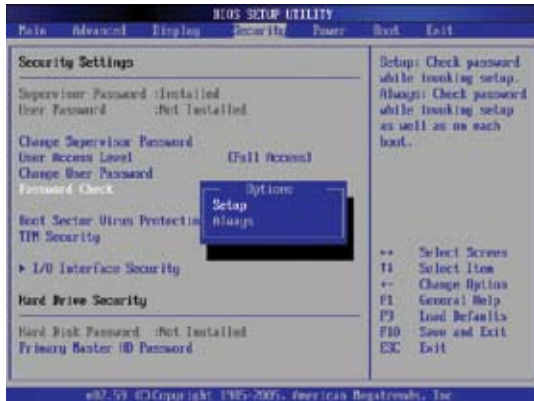 BIOS SETUP UTILITY
Main Advanced Display Security Power Boot Exit
Security Settings
Supervisor Password :Installed
User Password :Not Installed
Change Supervisor Password
User Access Level [Full Access]
Change User Password
Password Check
Boot Sector Virus Protectio
TPM Security
▶ I/O Interface Security
Hard Drive Security
Hard Disk Password :Not Installed
Primary Master HD Password
Options
Setup
Always
Setup: Check password
while invoking setup.
Always: Check password
while invoking setup
as well as on each
boot.
↔ Select Screen
↑↓ Select Item
+- Change Option
F1 General Help
F9 Load Defaults
F10 Save and Exit
ESC Exit
v02.59 (C)Copyright 1985-2005, American Megatrends, Inc